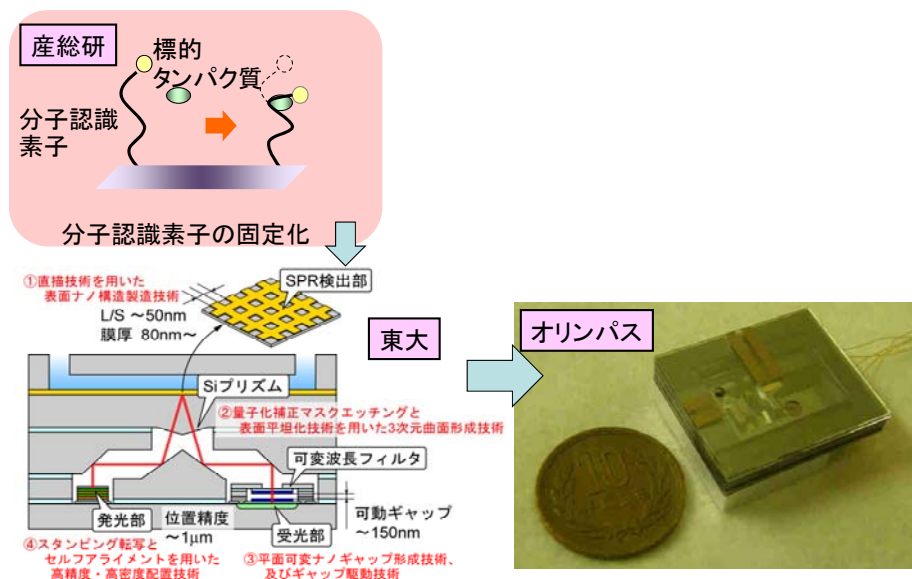 産総研
標的
タンパク質
分子認識
素子
分子認識素子の固定化
①直描技術を用いた
表面ナノ構造製造技術
L/S ~50nm
膜厚 80nm~
SPR検出部
東大
オリンパス
Siプリズム
②量子化補正マスクエッチングと
表面平坦化技術を用いた3次元曲面形成技術
可変波長フィルタ
発光部
位置精度
~1μm
受光部
可動ギャップ
~150nm
④スタンピング転写と
セルフアライメントを用いた
高精度・高密度配置技術
③平面可変ナノギャップ形成技術、
及びギャップ駆動技術
10